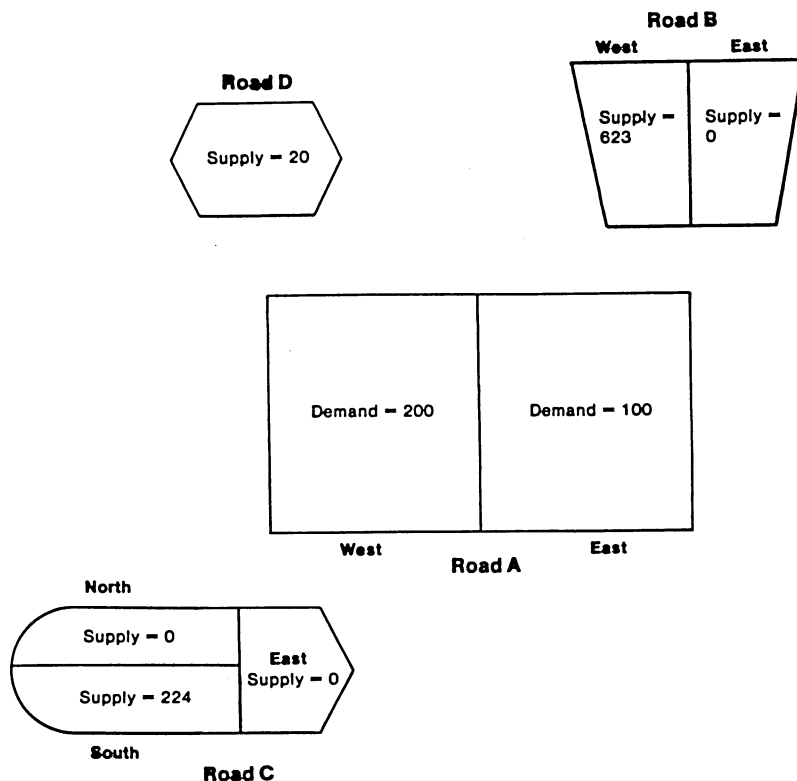 Road B
West East
Road D
Supply = 20
Supply = Supply =
623 0
Demand = 200 Demand = 100
West East
Road A
North
Supply = 0
East
Supply = 0
Supply = 224
South
Road C